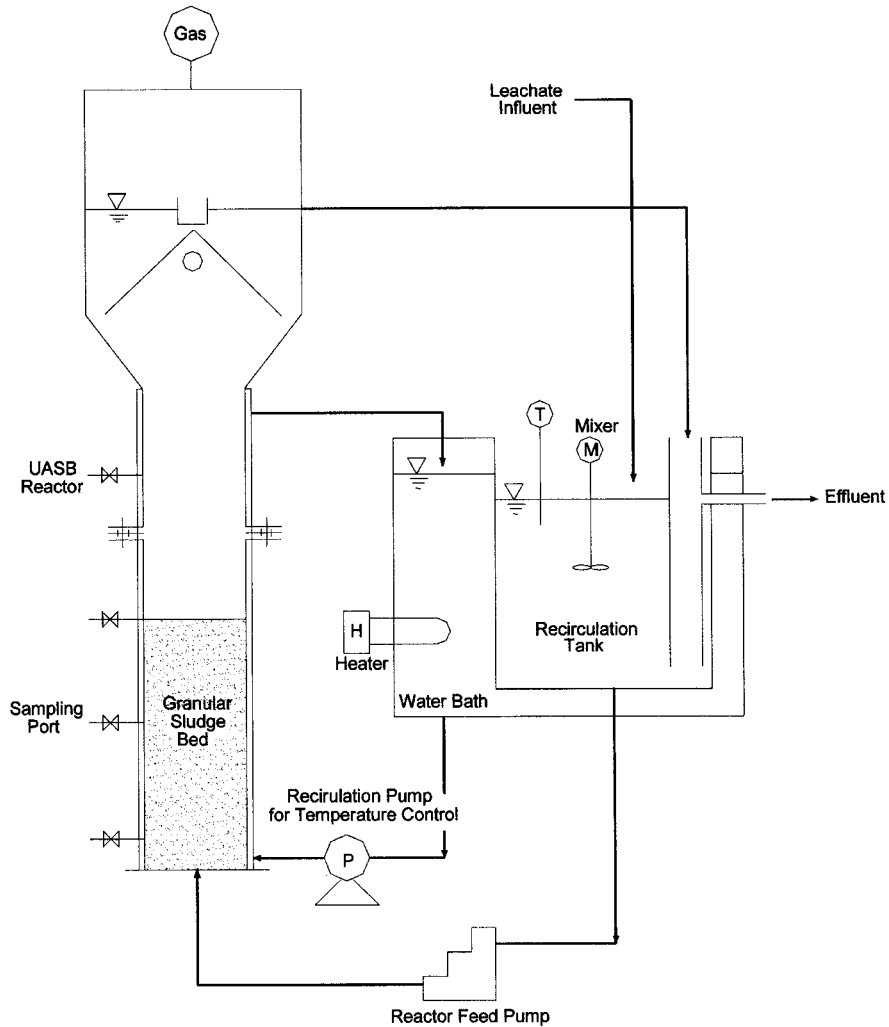 Gas
Leachate
Influent
T
Mixer
M
UASB
Reactor
Effluent
H
Heater
Recirculation
Tank
Water Bath
Granular
Sludge
Bed
Sampling
Port
Recirulation Pump
for Temperature Control
P
Reactor Feed Pump